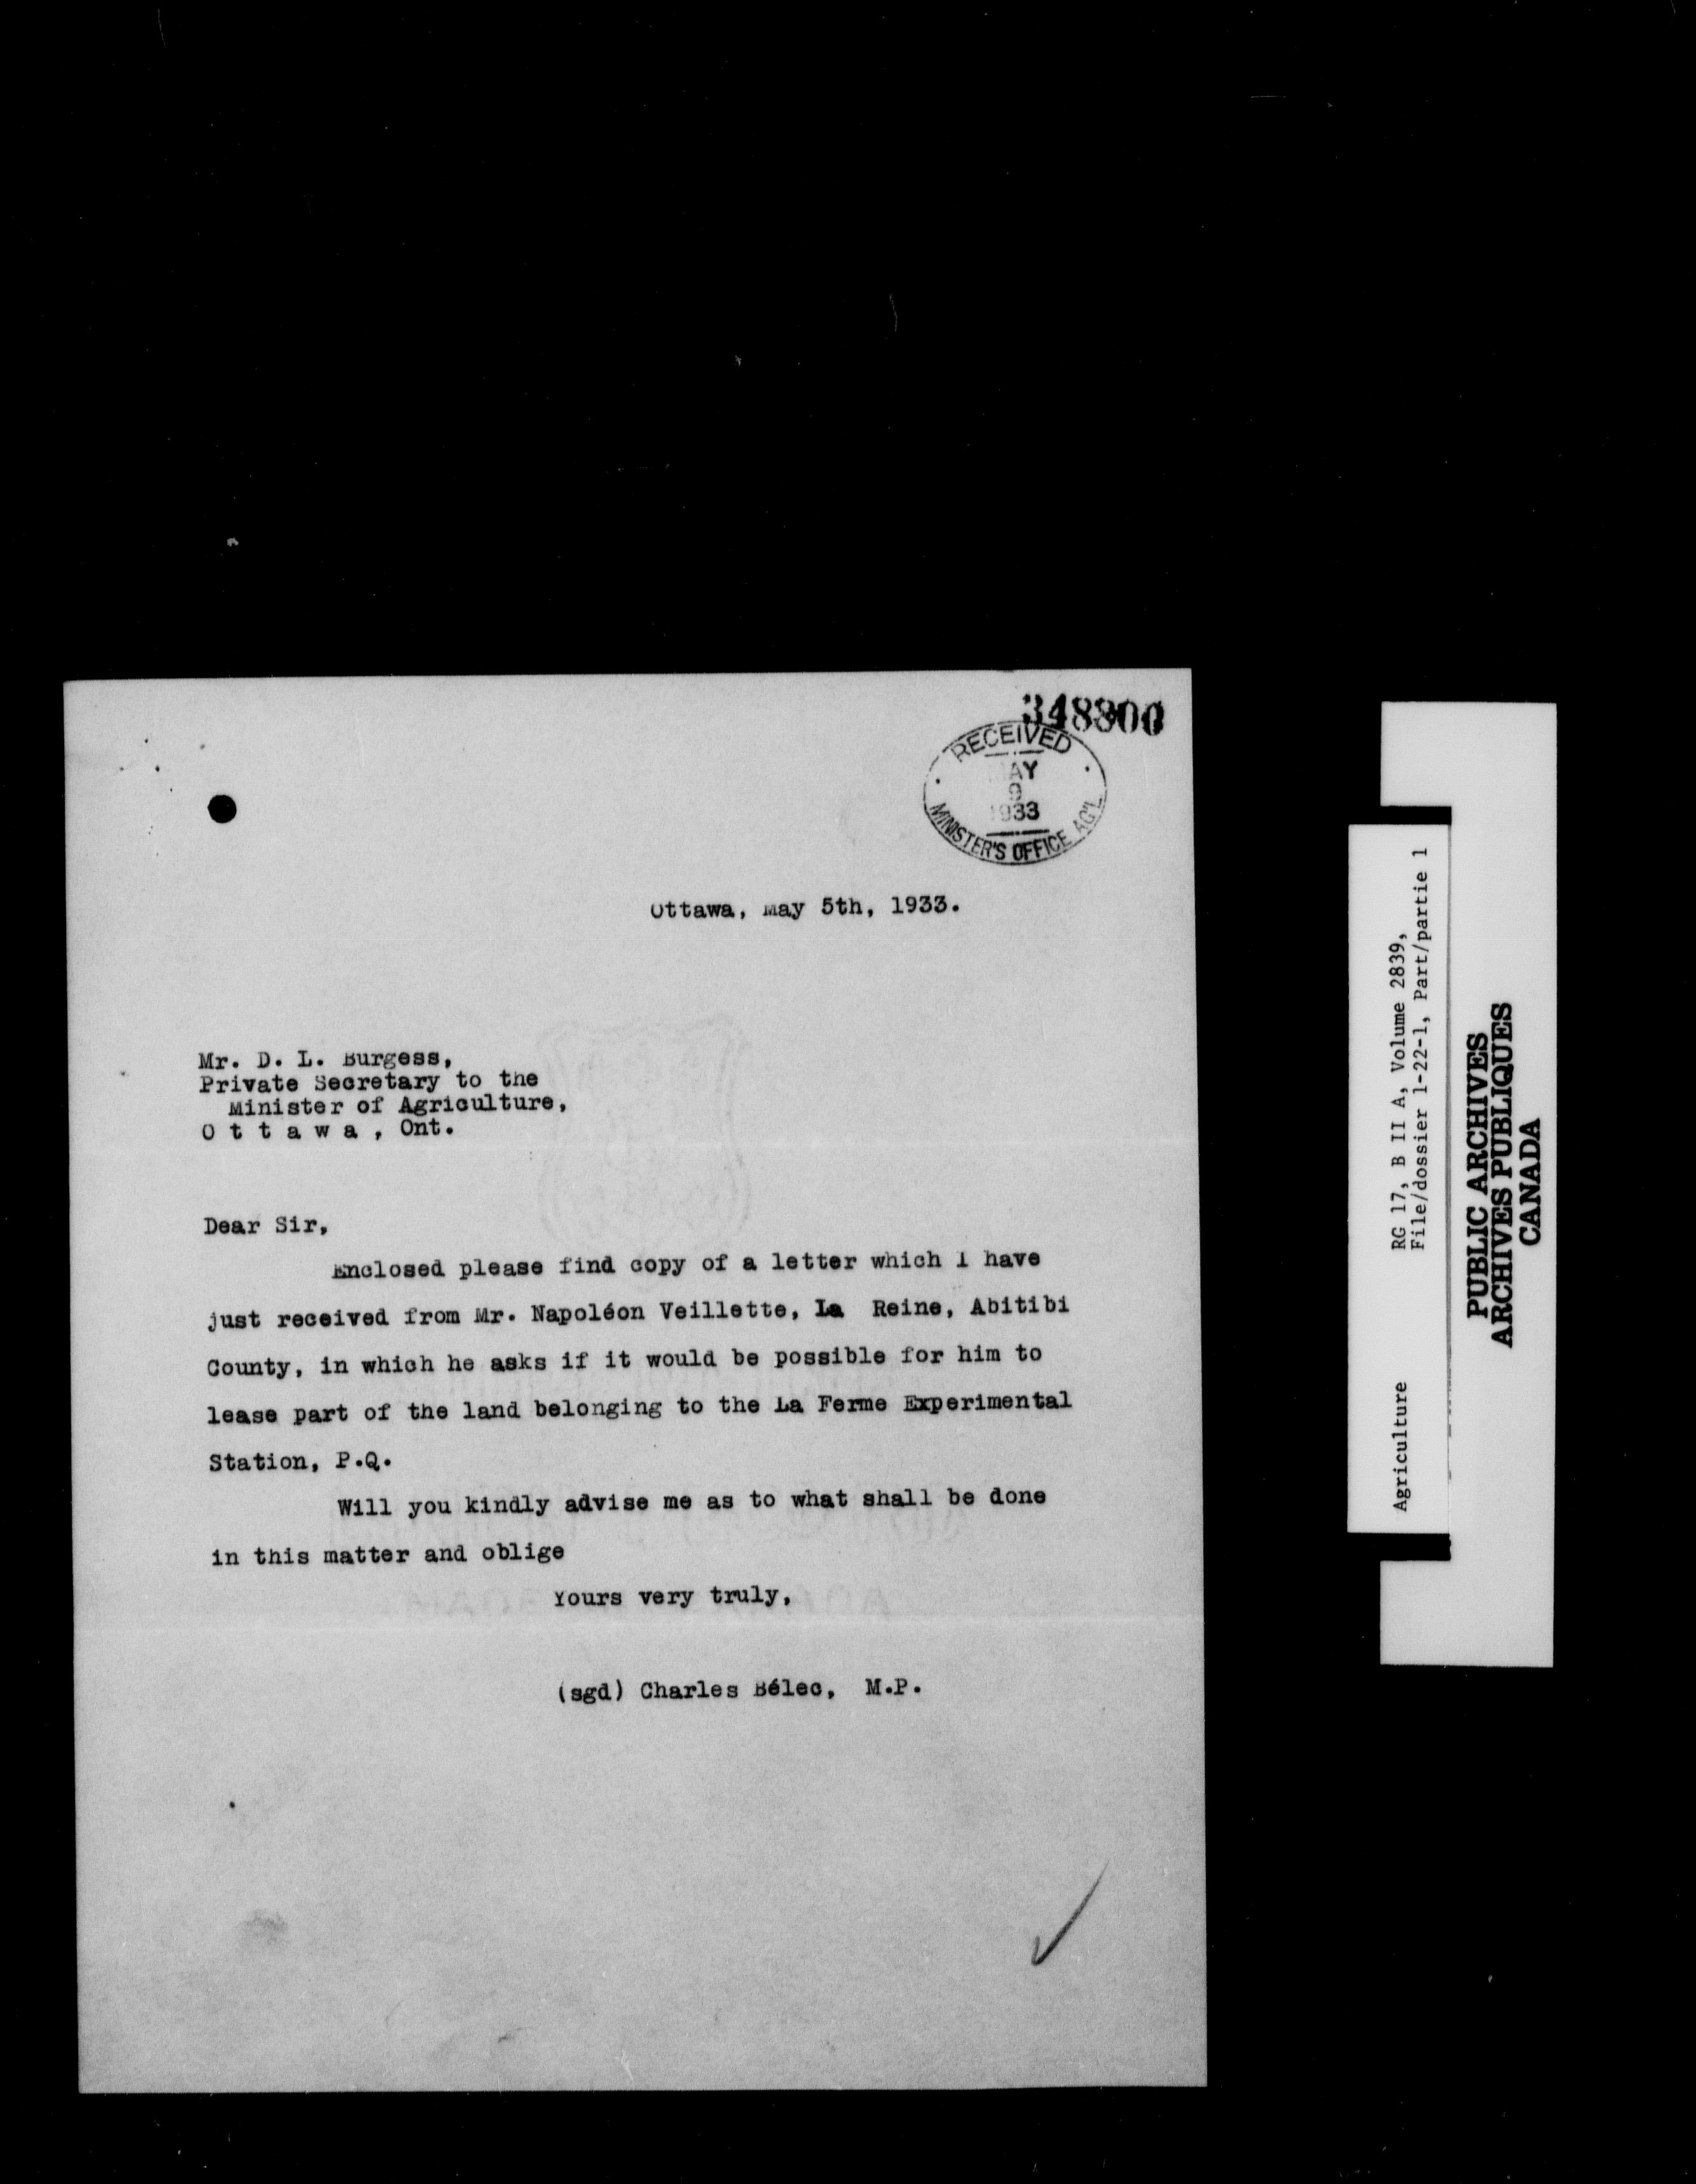 348300
RECEIVED
MAY
9
1933
MINISTER'S OFFICE AG'L
Ottawa, May 5th, 1933.
Mr. D. L. Burgess,
Private Secretary to the
Minister of Agriculture,
O t t a w a , Ont.
Dear Sir,
Enclosed please find copy of a letter which I have
just received from Mr. Napoléon Veillette, La Reine, Abitibi
County, in which he asks if it would be possible for him to
lease part of the land belonging to the La Ferme Experimental
Station, P.Q.
Will you kindly advise me as to what shall be done
in this matter and oblige
Yours very truly,
(sgd) Charles Bélec, M.P.
Agriculture RG 17, B II A, Volume 2839,
File/dossier 1-22-1, Part/partie 1
PUBLIC ARCHIVES
ARCHIVES PUBLIQUES
CANADA